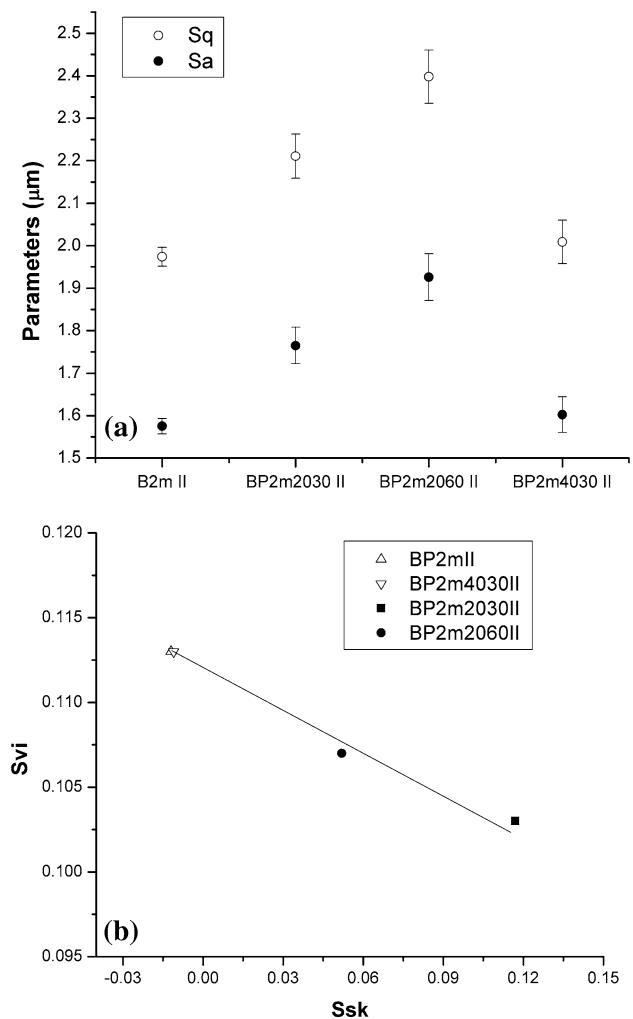 2.5
2.4
2.3
2.2
2.1
2.0
1.9
1.8
1.7
1.6
1.5
Parameters (μm)
Sq
Sa
(a)
B2m II
BP2m2030 II
BP2m2060 II
BP2m4030 II
0.120
0.115
0.110
0.105
0.100
0.095
Svi
BP2mII
BP2m4030II
BP2m2030II
BP2m2060II
(b)
-0.03
0.00
0.03
0.06
0.09
0.12
0.15
Ssk